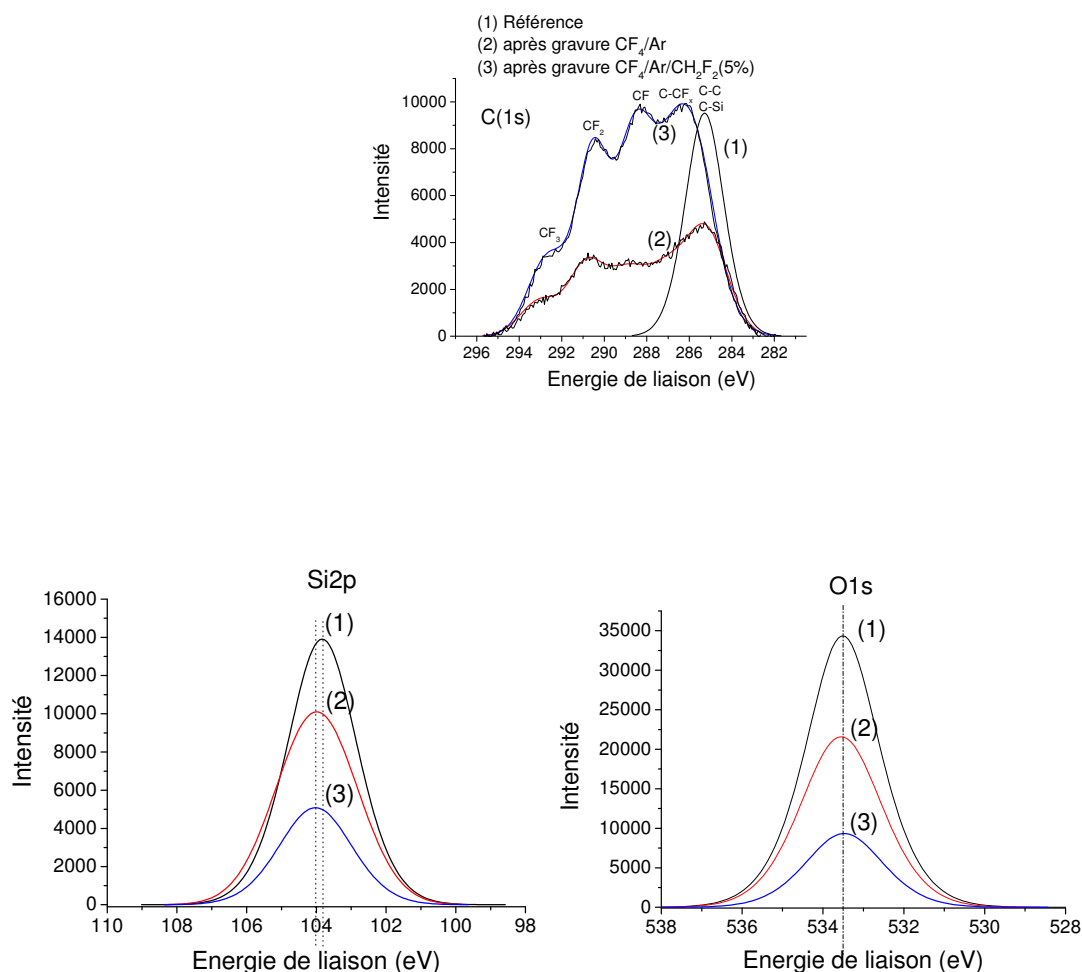 (1) Référence
(2) après gravure CF4/Ar
(3) après gravure CF4/Ar/CH2F2(5%)
C(1s)
CF3
CF2
CF
C-CFx
C-C
C-Si
(1)
(2)
(3)
10000
8000
6000
4000
2000
0
Intensité
296 294 292 290 288 286 284 282
Energie de liaison (eV)
Si2p
16000
14000
12000
10000
8000
6000
4000
2000
0
Intensité
(1)
(2)
(3)
110 108 106 104 102 100 98
Energie de liaison (eV)
O1s
35000
30000
25000
20000
15000
10000
5000
0
Intensité
(1)
(2)
(3)
538 536 534 532 530 528
Energie de liaison (eV)